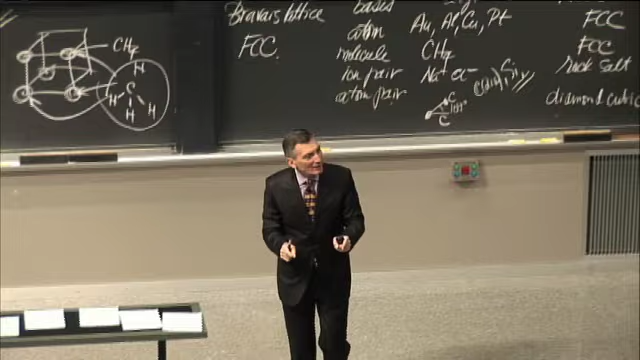 CH4
H
C
H
H
H
Bravais lattice
FCC
basis
atom
molecule
ion pair
atom pair
Au, Al, Cu, Pt
CH4
Na+ Cl-
C
C
FCC
FCC
rock salt
diamond cubic